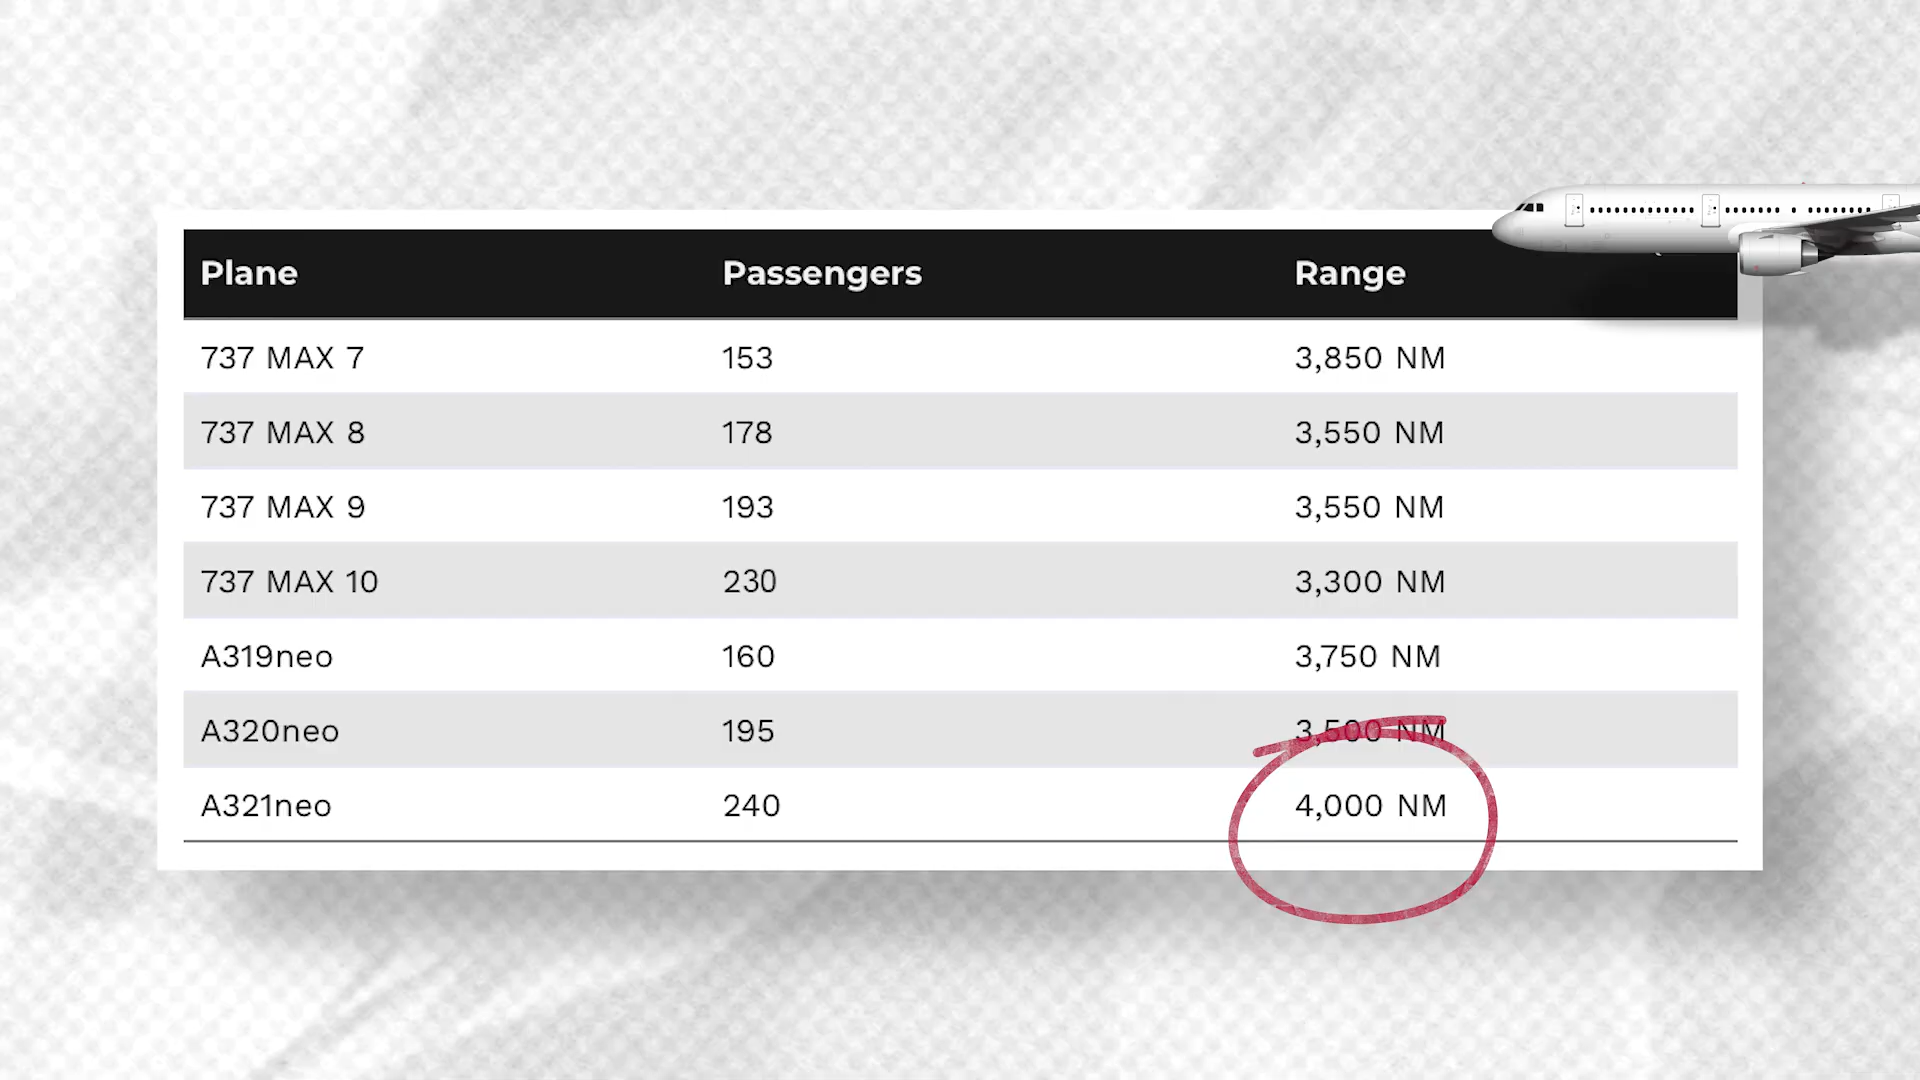 Plane Passengers Range
737 MAX 7 153 3,850 NM
737 MAX 8 178 3,550 NM
737 MAX 9 193 3,550 NM
737 MAX 10 230 3,300 NM
A319neo 160 3,750 NM
A320neo 195 3,500 NM
A321neo 240 4,000 NM